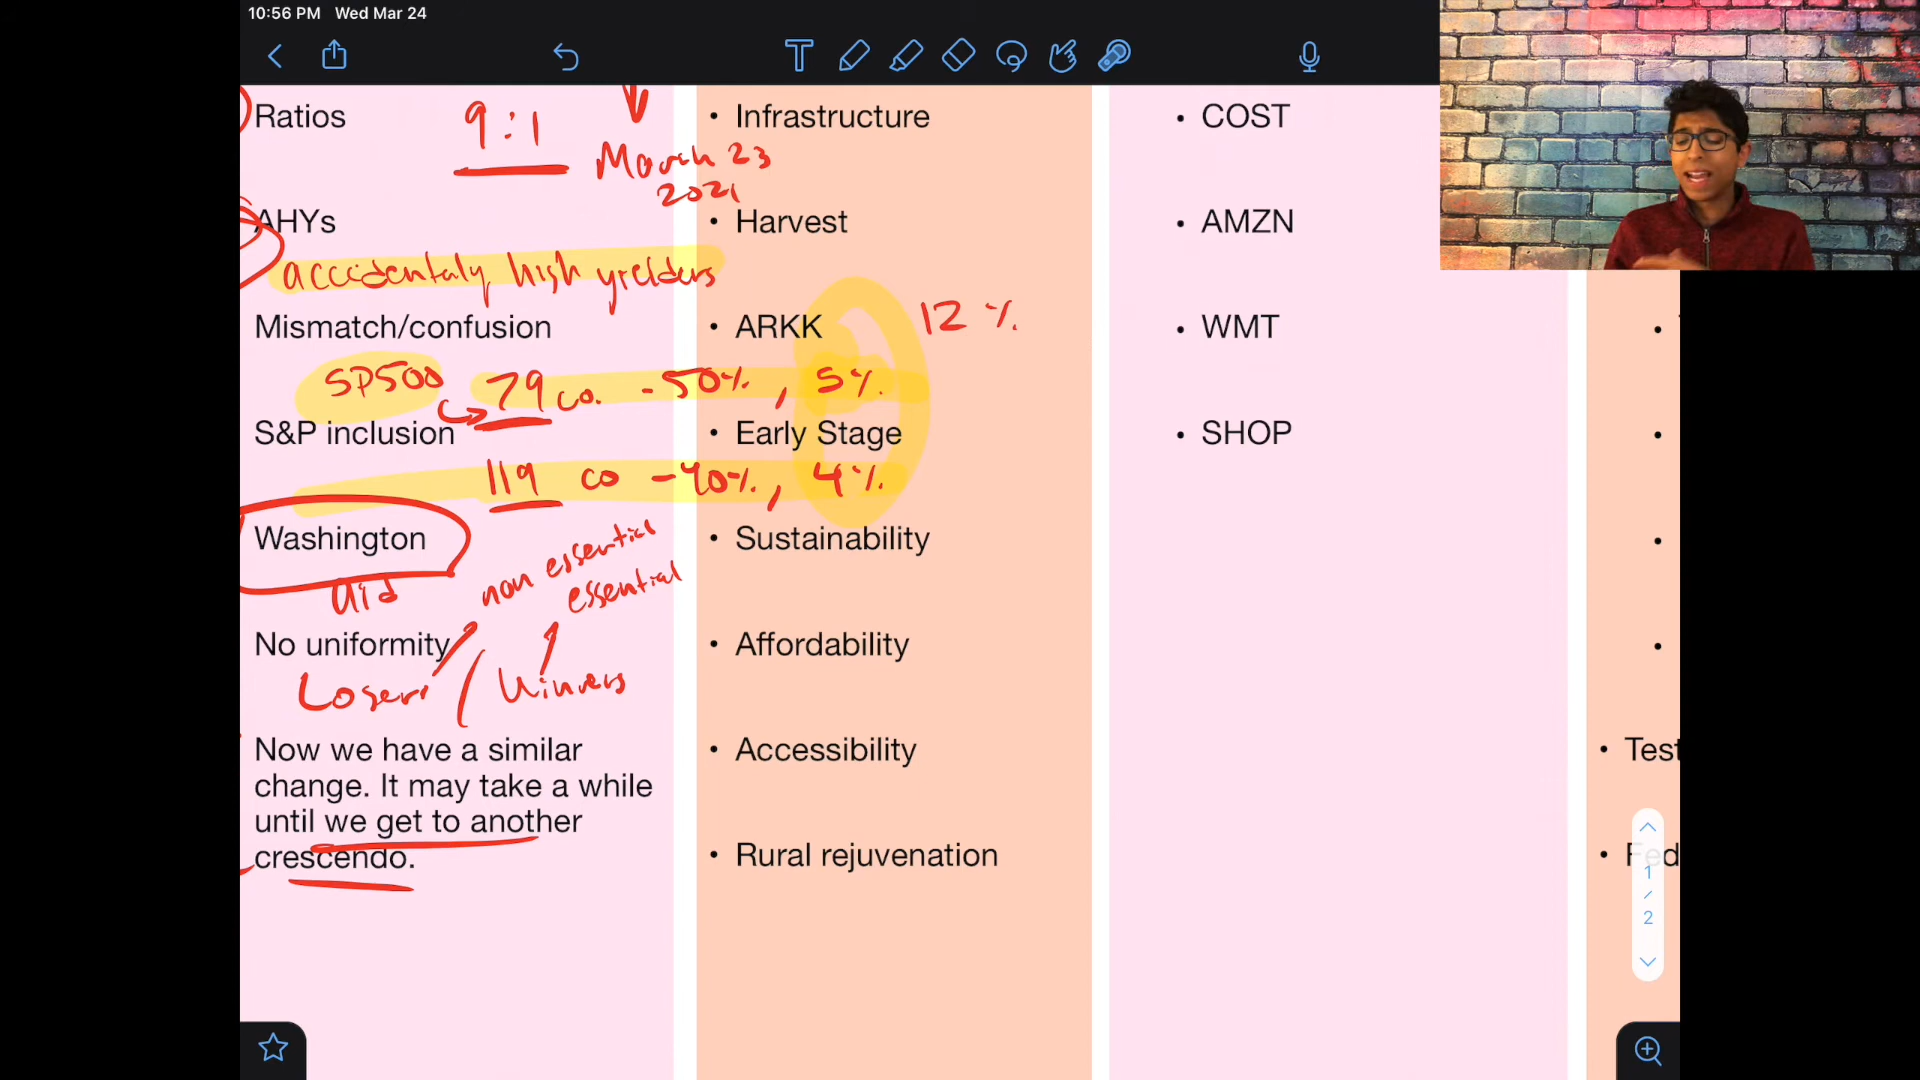 10:56 PM Wed Mar 24
Ratios
9:1
March 23
2021
AHYs
accidentaly high yielders
Mismatch/confusion
SP500
79 co. -50%, 5%
S&P inclusion
119 co -40%, 4%
Washington
aid
non essential
essential
No uniformity
Losers / Winners
Now we have a similar
change. It may take a while
until we get to another
crescendo.
• Infrastructure
• Harvest
• ARKK
12%
• Early Stage
• Sustainability
• Affordability
• Accessibility
• Rural rejuvenation
• COST
• AMZN
• WMT
• SHOP
• Test
• Fed
1
/
2